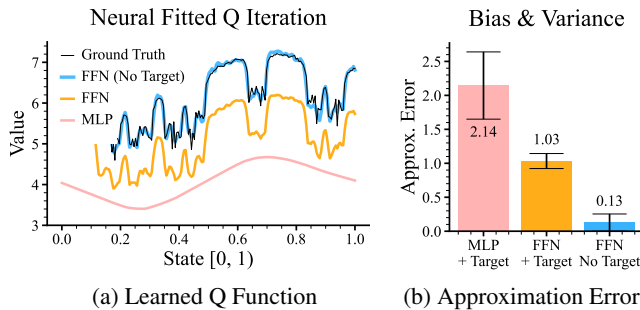 Neural Fitted Q Iteration
Ground Truth
FFN (No Target)
FFN
MLP
Value
7
6
5
4
3
0.0 0.2 0.4 0.6 0.8 1.0
State [0, 1)
(a) Learned Q Function
Bias & Variance
Approx. Error
2.5
2.0
1.5
1.0
0.5
0.0
2.14
1.03
0.13
MLP + Target
FFN + Target
FFN No Target
(b) Approximation Error